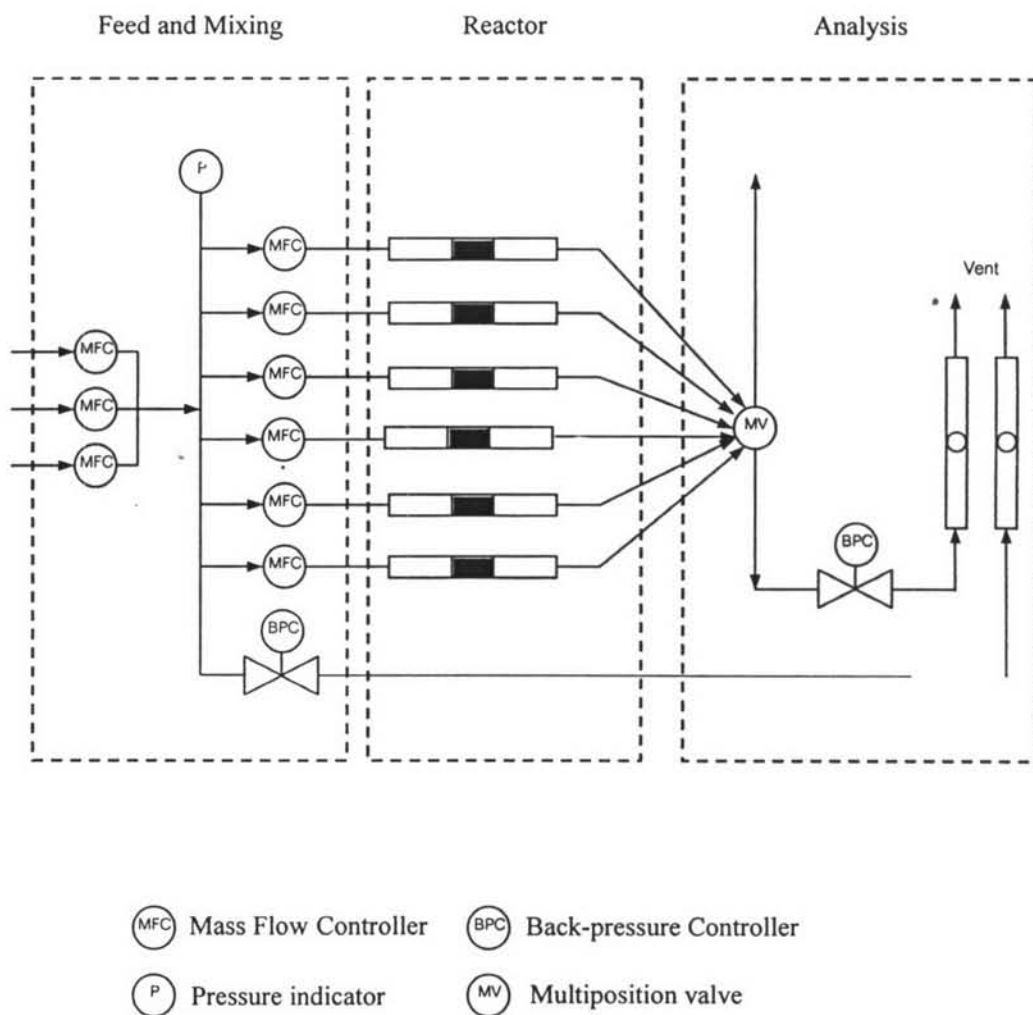 Feed and Mixing
Reactor
Analysis
P
MFC
MFC
Vent
MFC
MFC
MFC
MFC
MV
MFC
MFC
MFC
BPC
MFC
BPC
MFC Mass Flow Controller
BPC Back-pressure Controller
P Pressure indicator
MV Multiposition valve